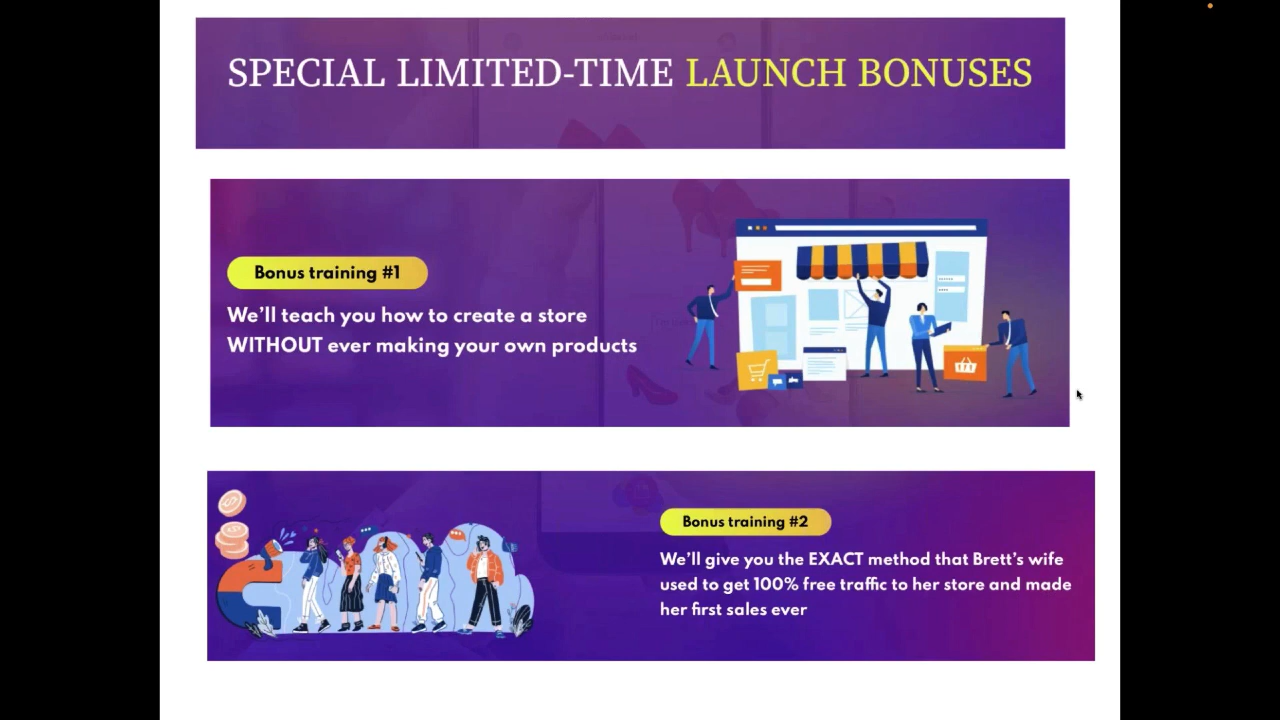 SPECIAL LIMITED-TIME LAUNCH BONUSES
Bonus training #1
We'll teach you how to create a store
WITHOUT ever making your own products
Bonus training #2
We'll give you the EXACT method that Brett's wife
used to get 100% free traffic to her store and made
her first sales ever